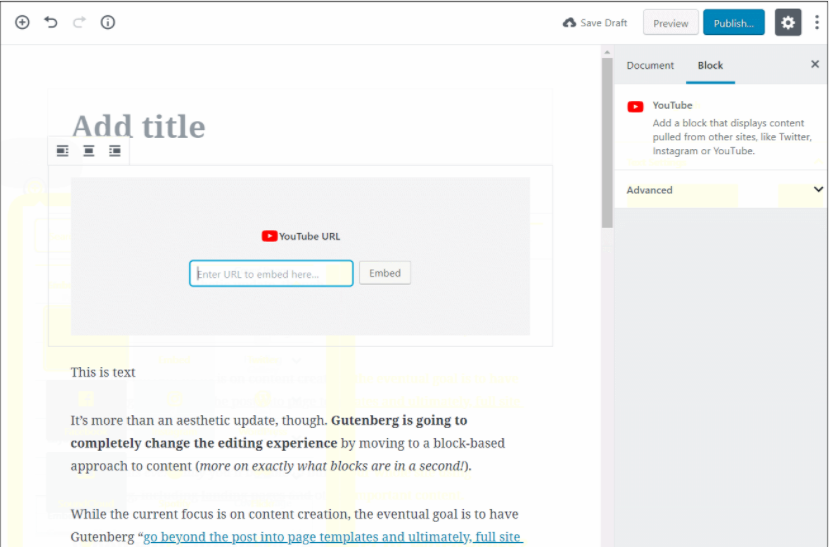 Save Draft
Preview
Publish...
Document
Block
Add title
YouTube
Add a block that displays content
pulled from other sites, like Twitter,
Instagram or YouTube.
Advanced
YouTube URL
Enter URL to embed here...
Embed
This is text
It's more than an aesthetic update, though. Gutenberg is going to
completely change the editing experience by moving to a block-based
approach to content (more on exactly what blocks are in a second!).
While the current focus is on content creation, the eventual goal is to have
Gutenberg “go beyond the post into page templates and ultimately, full site